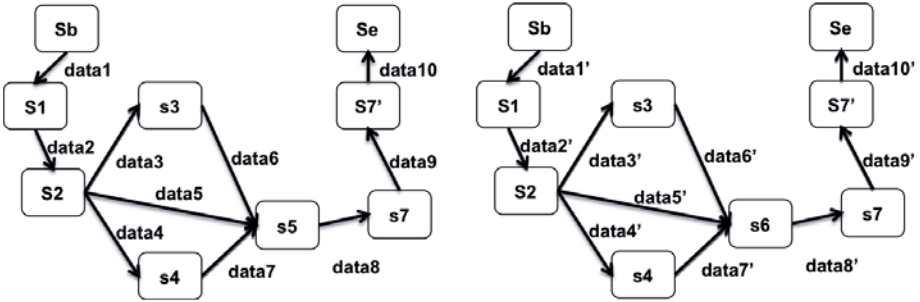 Sb
Se
data1
data10
S1
S7'
s3
data2
data3
data6
data9
S2
data5
s5
s7
data4
s4
data7
data8
Sb
Se
data1'
data10'
S1
S7'
s3
data2'
data3'
data6'
data9'
S2
data5'
s6
s7
data4'
s4
data7'
data8'